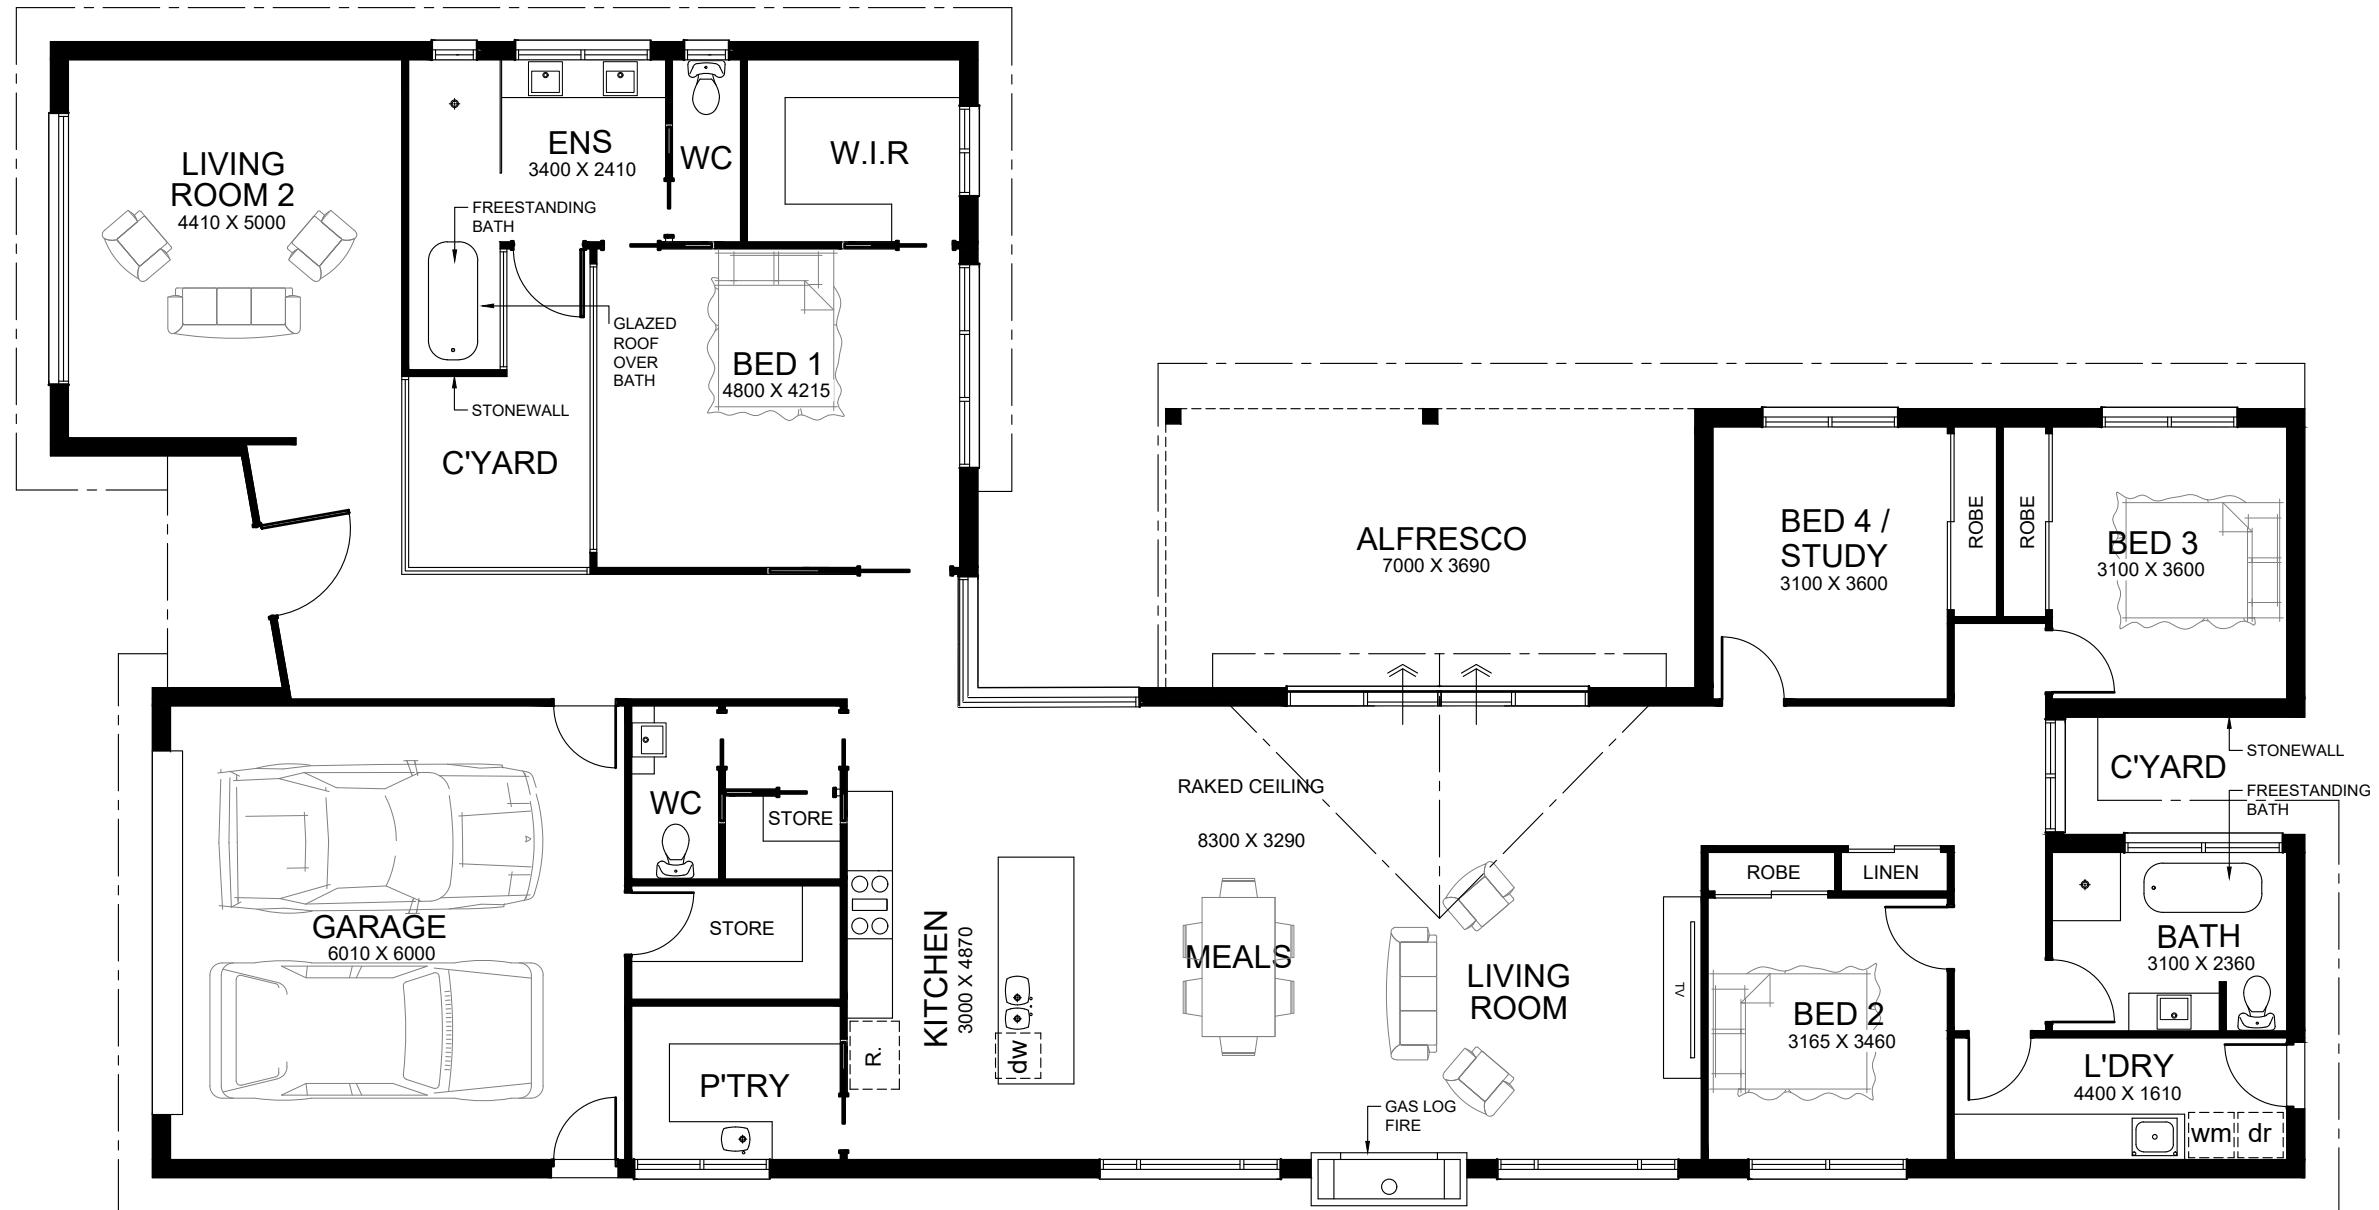 LIVING
ROOM 2
4410 X 5000
ENS
3400 X 2410
WC
W.I.R
FREESTANDING
BATH
GLAZED
ROOF
OVER
BATH
STONEWALL
C'YARD
BED 1
4800 X 4215
ALFRESCO
7000 X 3690
BED 4 /
STUDY
3100 X 3600
ROBE
ROBE
BED 3
3100 X 3600
C'YARD
STONEWALL
FREESTANDING
BATH
RAKED CEILING
8300 X 3290
WC
STORE
STORE
GARAGE
6010 X 6000
P'TRY
R.
KITCHEN
3000 X 4870
dw
MEALS
LIVING
ROOM
GAS LOG
FIRE
TV
ROBE
LINEN
BED 2
3165 X 3460
BATH
3100 X 2360
L'DRY
4400 X 1610
wm
dr